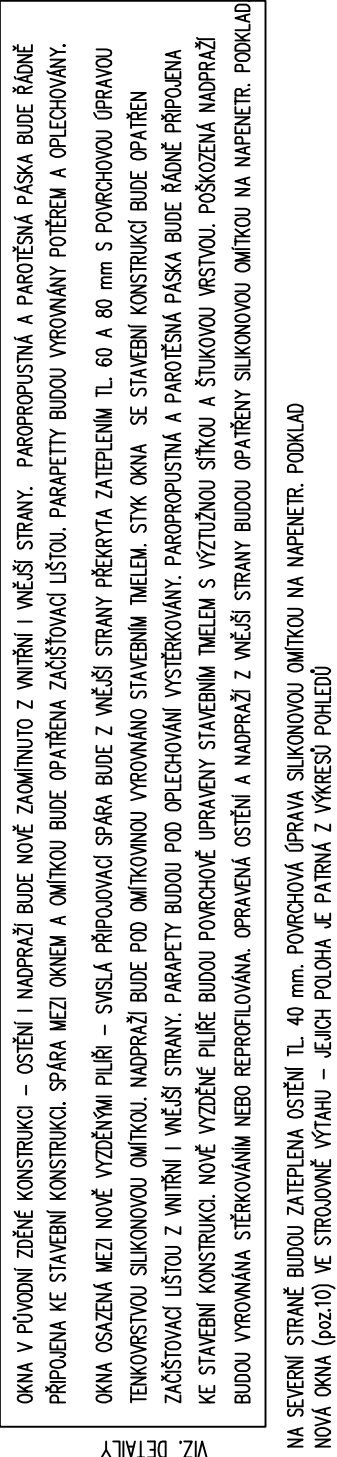 OKNA V PŮVODNÍ ZDĚNÉ KONSTRUKCI – OSTĚNÍ I NADPRAŽÍ BUDE NOVĚ ZAOMÍTNUTO Z VNITŘNÍ I VNĚJŠÍ STRANY. PAROPROPUSTNÁ A PAROTĚSNÁ PÁSKA BUDE ŘÁDNĚ
PŘIPOJENA KE STAVEBNÍ KONSTRUKCI. SPÁRA MEZI OKNEM A OMÍTKOU BUDE OPATŘENA ZAČIŠŤOVACÍ LIŠTOU. PARAPETTY BUDOU VYROVNÁNY POTĚREM A OPLECHOVÁNY.
OKNA OSAZENÁ MEZI NOVĚ VYZDĚNÝMI PILIŘI – SVISLÁ PŘIPOJOVACÍ SPÁRA BUDE Z VNĚJŠÍ STRANY PŘEKRYTA ZATEPLENÍM TL. 60 A 80 mm S POVRCHOVOU ÚPRAVOU
TENKOVRSTVOU SILIKONOVOU OMÍTKOU. NADPRAŽÍ BUDE POD OMÍTKOVINOU VYROVNÁNO STAVEBNÍM TMELEM. STYK OKNA SE STAVEBNÍ KONSTRUKCÍ BUDE OPATŘEN
ZAČIŠŤOVACÍ LIŠTOU Z VNITŘNÍ I VNĚJŠÍ STRANY. PARAPETY BUDOU POD OPLECHOVÁNÍ VYSTĚRKOVÁNY. PAROPROPUSTNÁ A PAROTĚSNÁ PÁSKA BUDE ŘÁDNĚ PŘIPOJENA
KE STAVEBNÍ KONSTRUKCI. NOVĚ VYZDĚNÉ PILÍŘE BUDOU POVRCHOVĚ UPRAVENY STAVEBNÍM TMELEM S VÝZTUŽNOU SÍŤKOU A ŠTUKOVOU VRSTVOU. POŠKOZENÁ NADPRAŽÍ
BUDOU VYROVNÁNA STĚRKOVÁNÍM NEBO REPROFILOVÁNA. OPRAVENÁ OSTĚNÍ A NADPRAŽÍ Z VNĚJŠÍ STRANY BUDOU OPATŘENY SILIKONOVOU OMÍTKOU NA NAPENETR. PODKLAD
VIZ. DETAILY
NA SEVERNÍ STRANĚ BUDOU ZATEPLENA OSTĚNÍ TL. 40 mm. POVRCHOVÁ ÚPRAVA SILIKONOVOU OMÍTKOU NA NAPENETR. PODKLAD
NOVÁ OKNA (poz.10) VE STROJOVNĚ VÝTAHU – JEJICH POLOHA JE PATRNÁ Z VÝKRESŮ POHLEDŮ